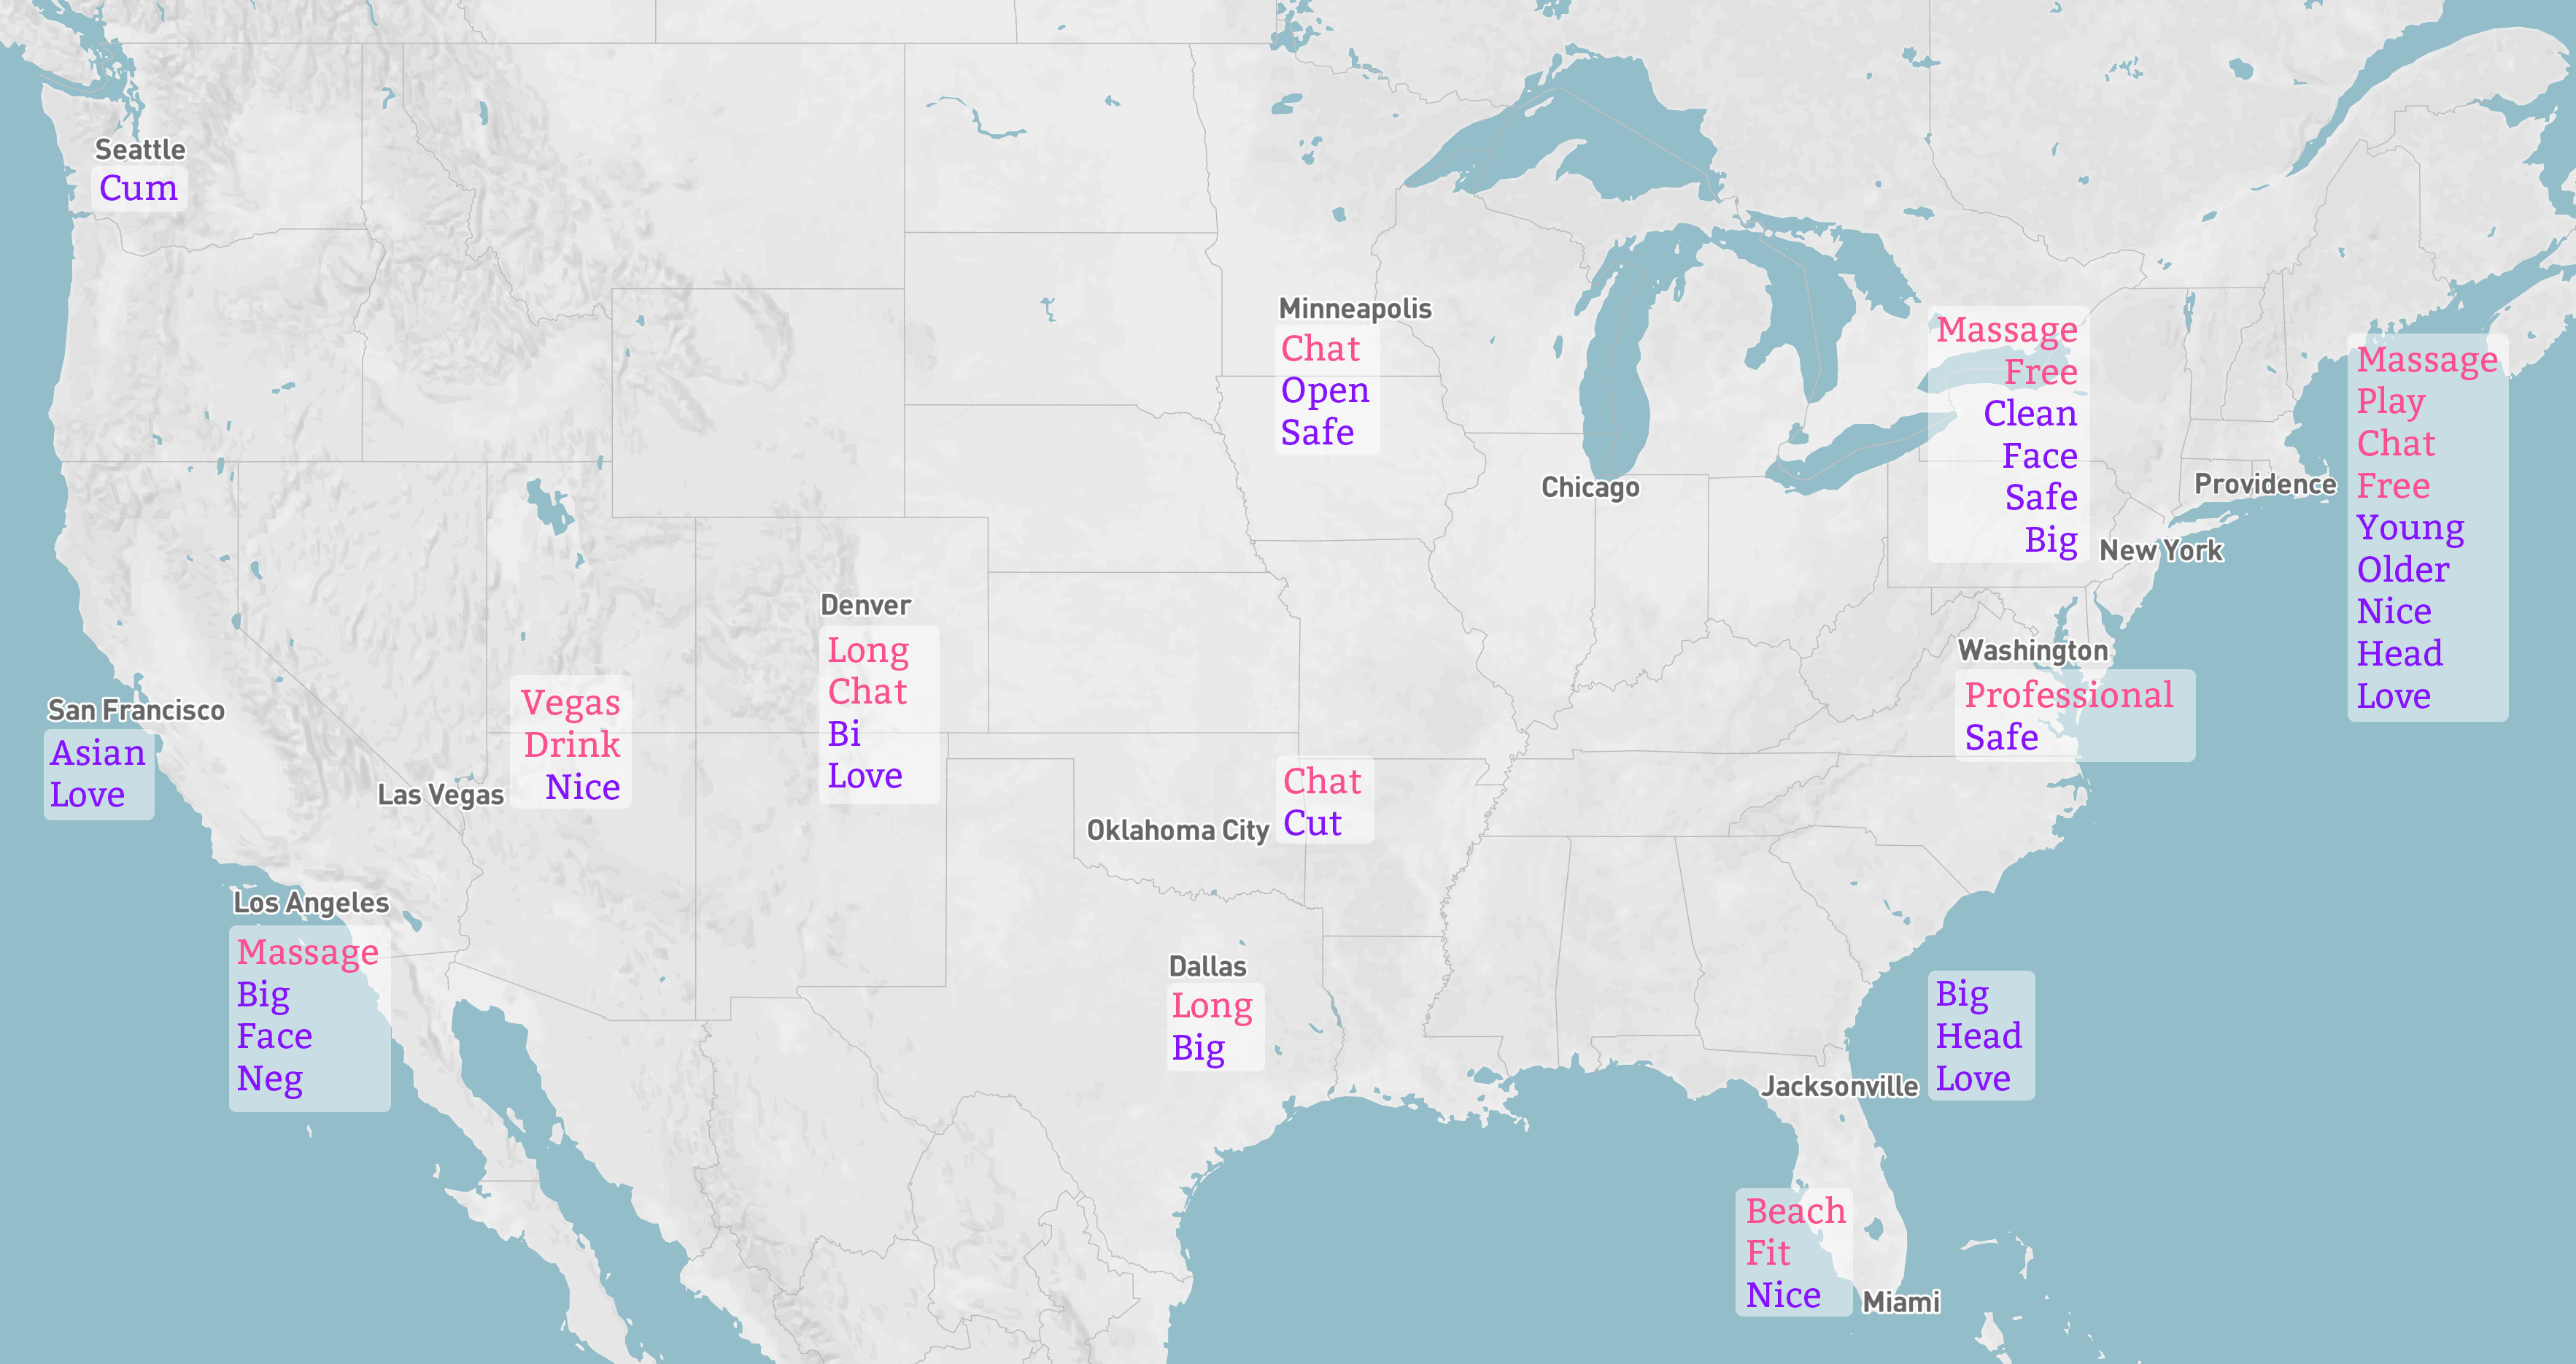 Seattle
Cum
Minneapolis
Chat
Open
Safe
Chicago
Massage
Free
Clean
Face
Safe
Big
New York
Providence
Massage
Play
Chat
Free
Young
Older
Nice
Head
Love
Denver
Long
Chat
Bi
Love
Washington
Professional
Safe
San Francisco
Asian
Love
Las Vegas
Vegas
Drink
Nice
Oklahoma City
Chat
Cut
Los Angeles
Massage
Big
Face
Neg
Dallas
Long
Big
Jacksonville
Big
Head
Love
Beach
Fit
Nice
Miami